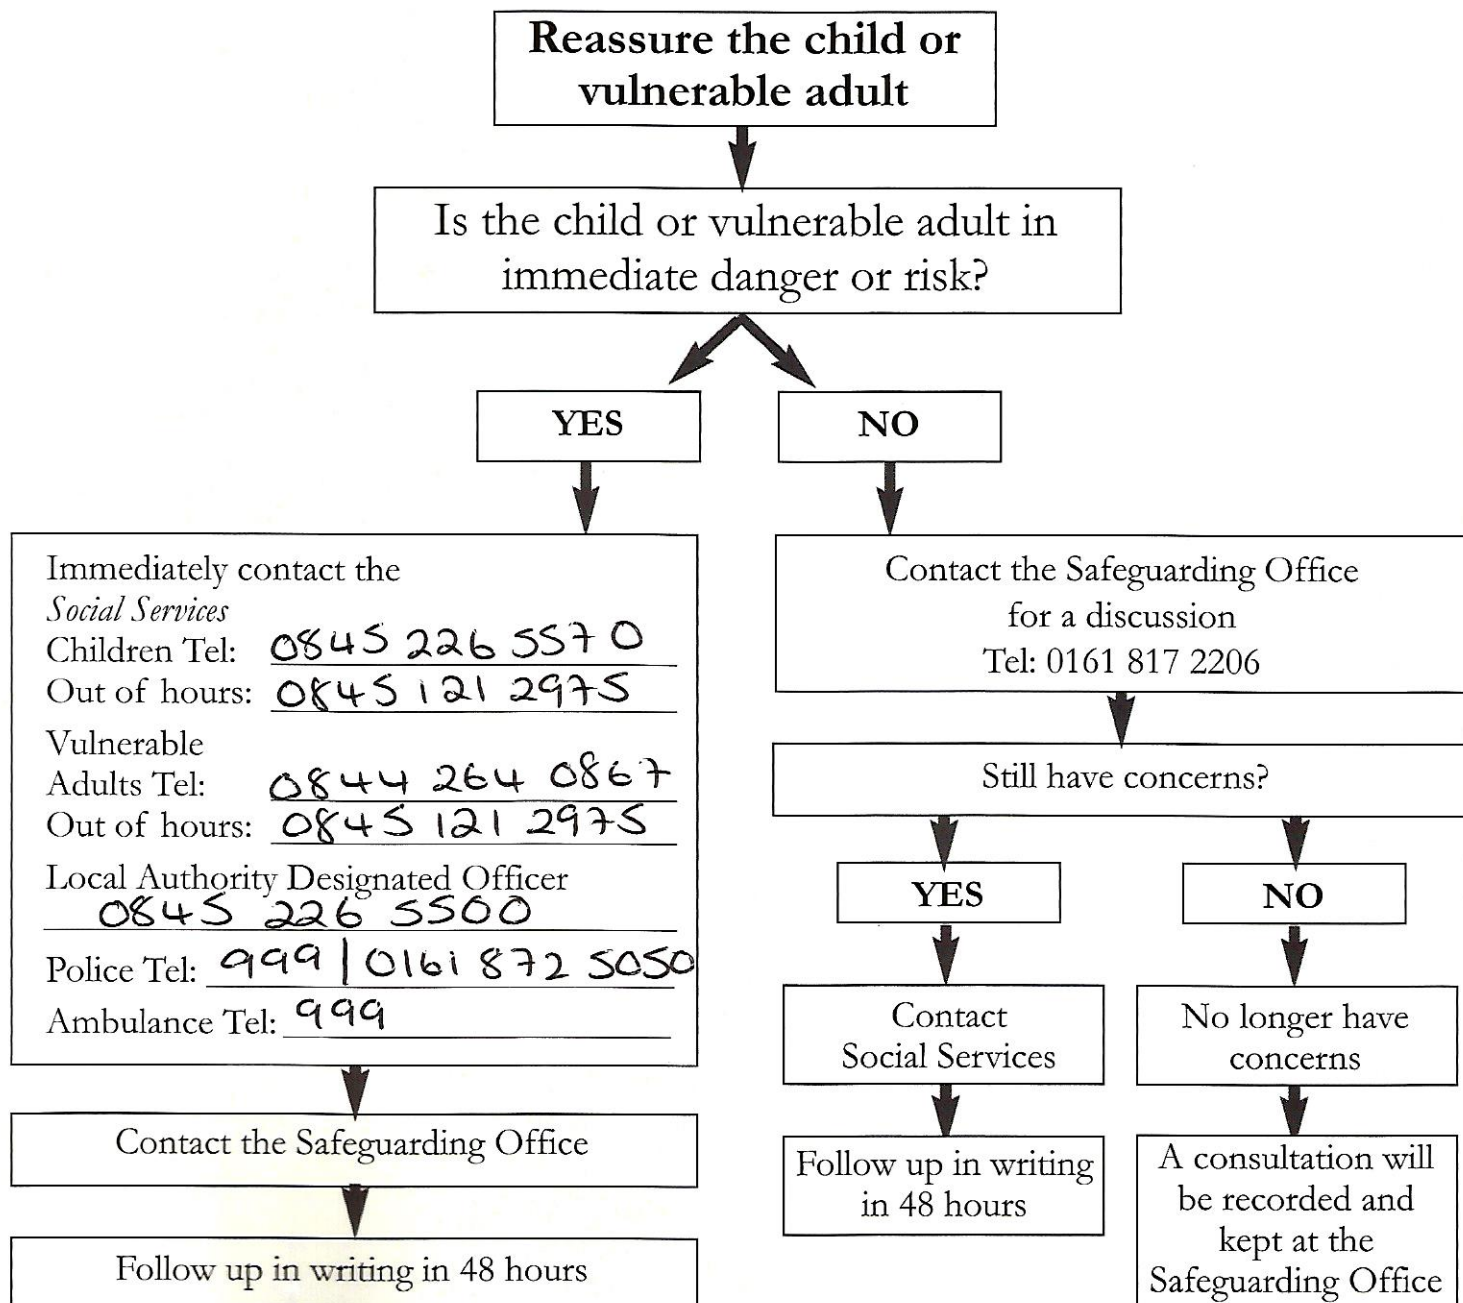 Reassure the child or
vulnerable adult
Is the child or vulnerable adult in
immediate danger or risk?
YES
NO
Immediately contact the
Social Services
Children Tel: 0845 226 5570
Out of hours: 0845 121 2975
Vulnerable
Adults Tel: 0844 264 0867
Out of hours: 0845 121 2975
Local Authority Designated Officer
0845 226 5500
Police Tel: 999 | 0161 872 5050
Ambulance Tel: 999
Contact the Safeguarding Office
Follow up in writing in 48 hours
Contact the Safeguarding Office
for a discussion
Tel: 0161 817 2206
Still have concerns?
YES
NO
Contact
Social Services
Follow up in writing
in 48 hours
No longer have
concerns
A consultation will
be recorded and
kept at the
Safeguarding Office